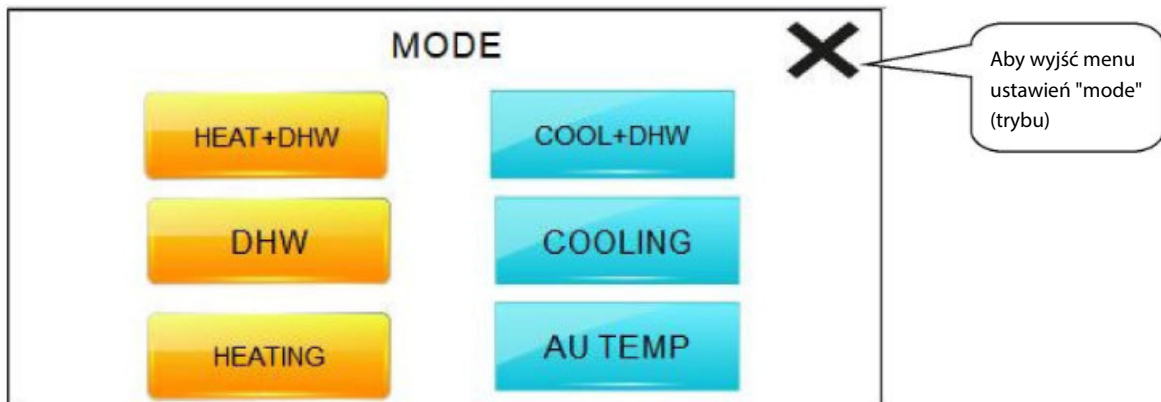 MODE
Aby wyjść menu
ustawień "mode"
(trybu)
HEAT+DHW
COOL+DHW
DHW
COOLING
HEATING
AU TEMP